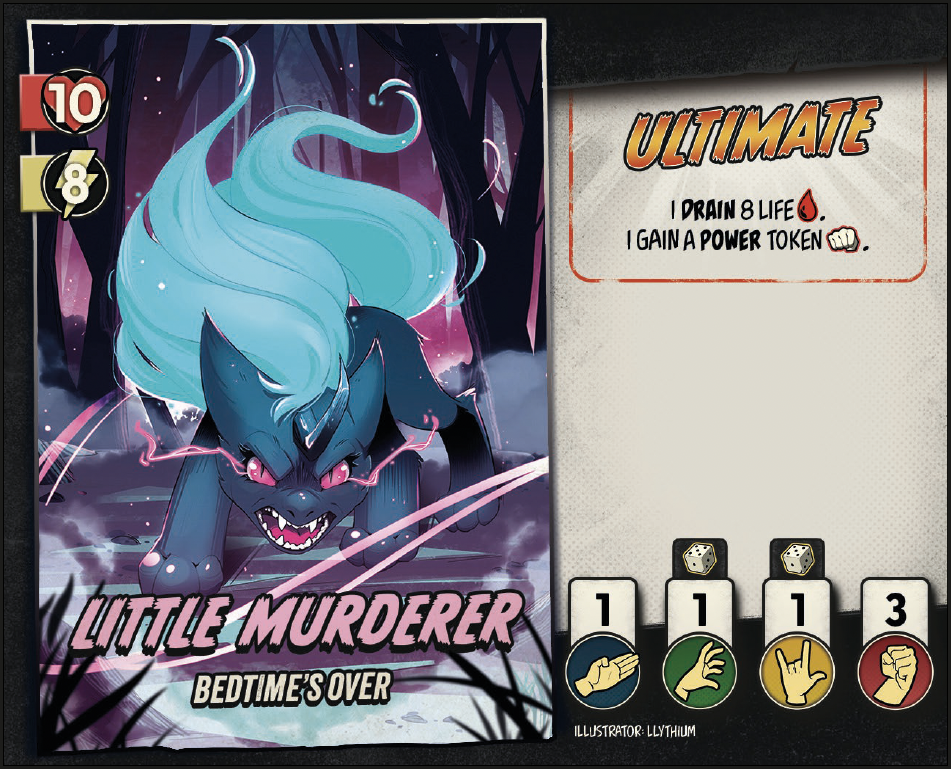 10
8
LITTLE MURDERER
BEDTIME'S OVER
ULTIMATE
I DRAIN 8 LIFE.
I GAIN A POWER TOKEN.
1 1 1 3
ILLUSTRATOR: LLYTHIUM